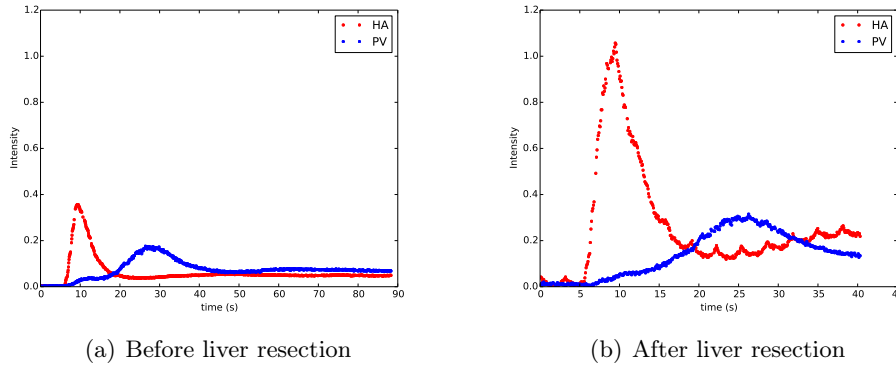 1.2
1.0
0.8
0.6
0.4
0.2
0.0
Intensity
0 10 20 30 40 50 60 70 80 90
time (s)
HA
PV
(a) Before liver resection
1.2
1.0
0.8
0.6
0.4
0.2
0.0
Intensity
0 5 10 15 20 25 30 35 40 45
time (s)
HA
PV
(b) After liver resection